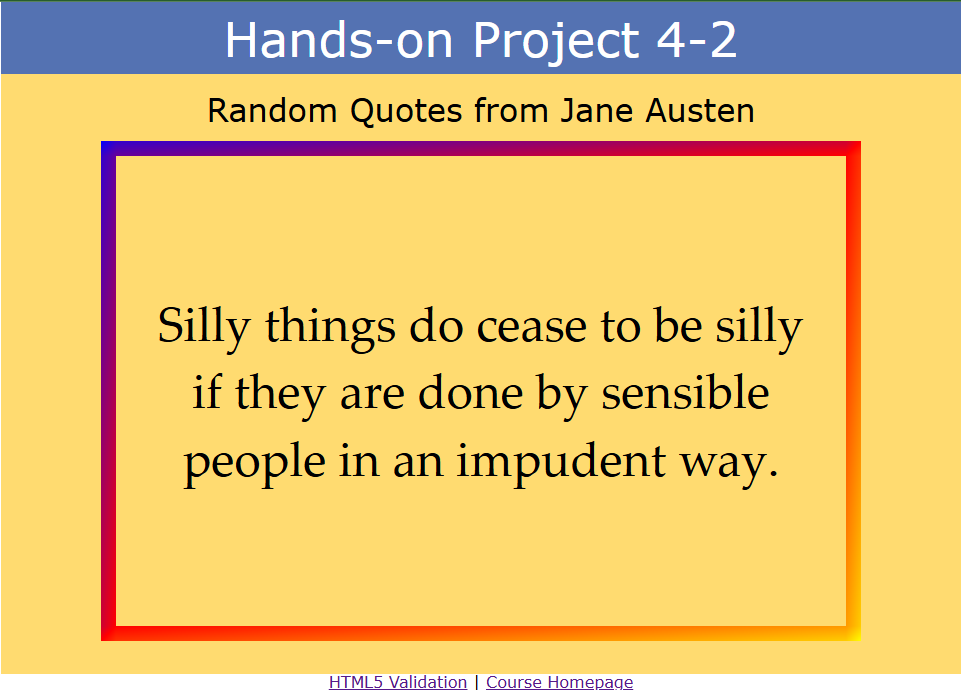 Hands-on Project 4-2
Random Quotes from Jane Austen
Silly things do cease to be silly
if they are done by sensible
people in an impudent way.
HTML5 Validation | Course Homepage